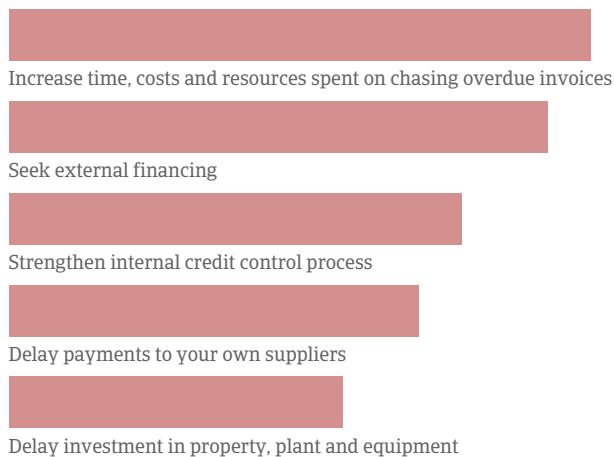 Increase time, costs and resources spent on chasing overdue invoices
Seek external financing
Strengthen internal credit control process
Delay payments to your own suppliers
Delay investment in property, plant and equipment